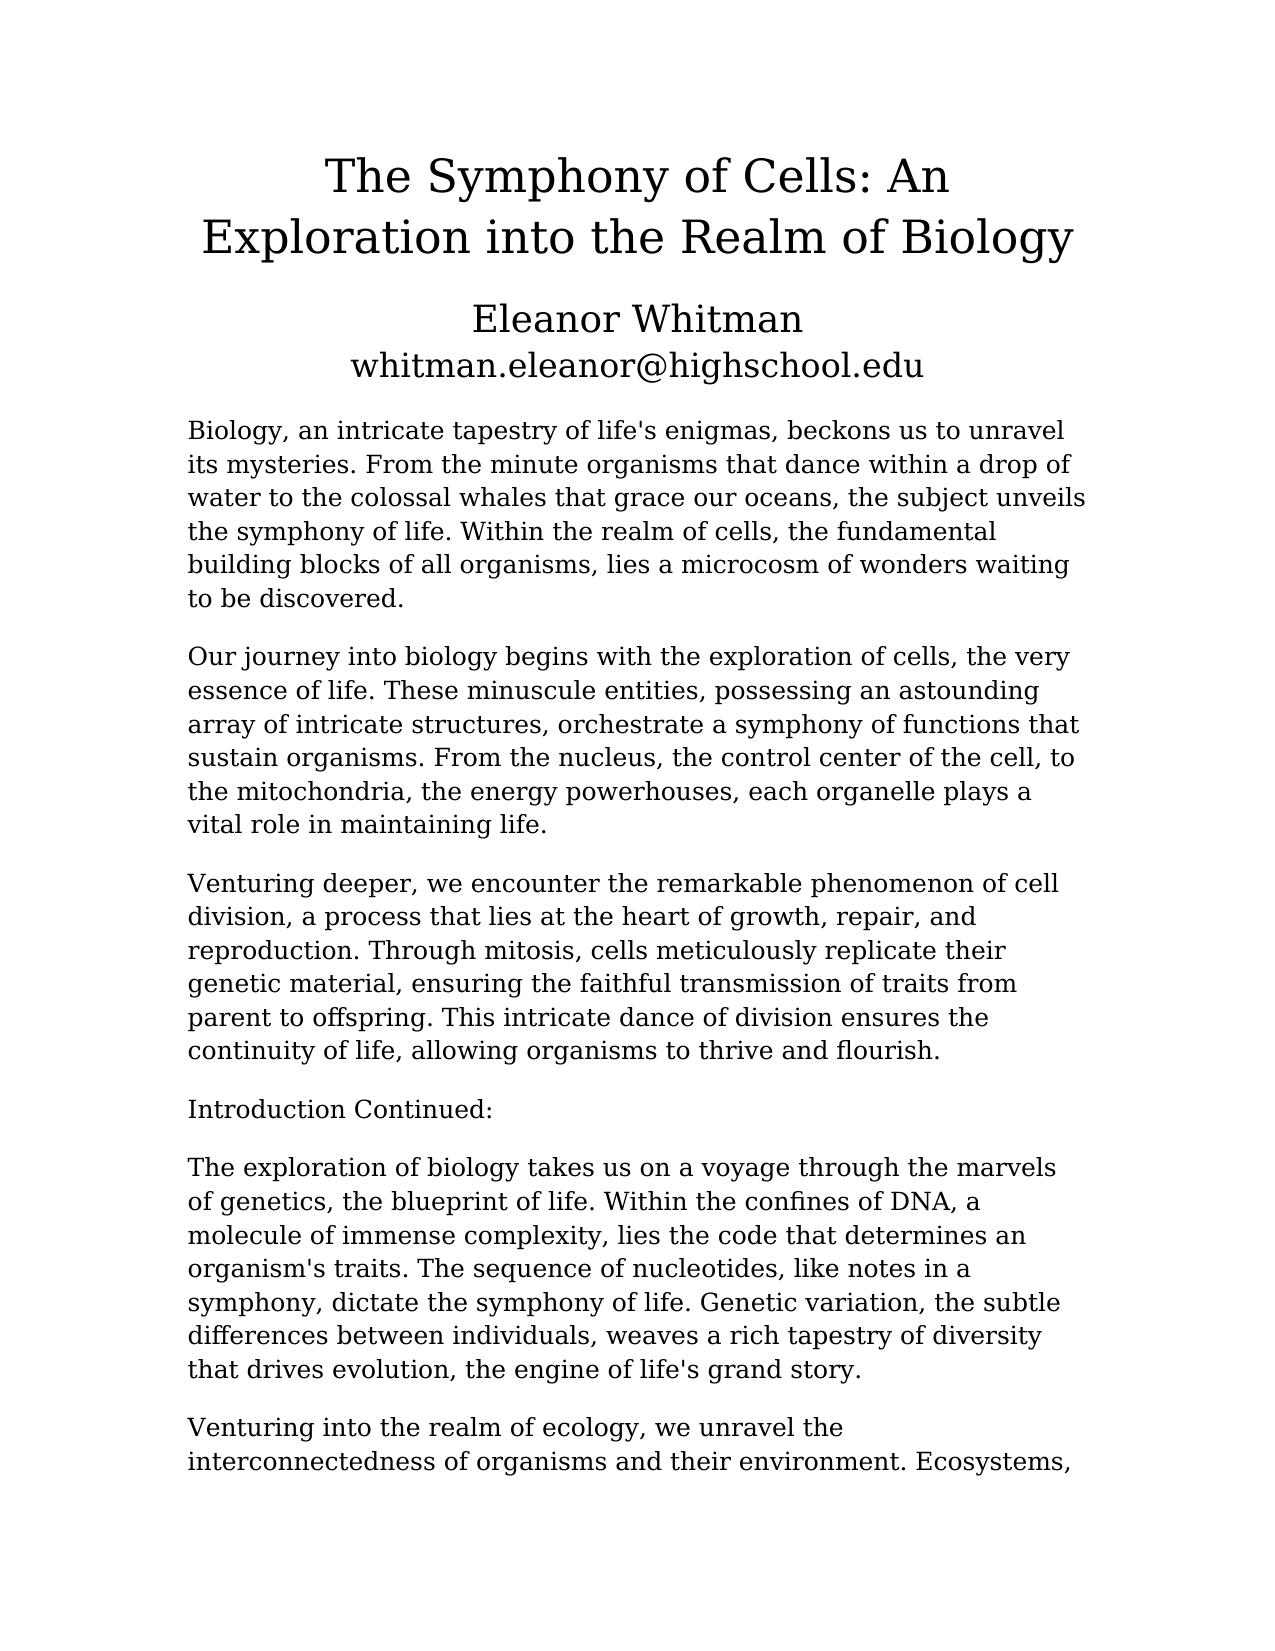 The Symphony of Cells: An
Exploration into the Realm of Biology
Eleanor Whitman
whitman.eleanor@highschool.edu
Biology, an intricate tapestry of life's enigmas, beckons us to unravel
its mysteries. From the minute organisms that dance within a drop of
water to the colossal whales that grace our oceans, the subject unveils
the symphony of life. Within the realm of cells, the fundamental
building blocks of all organisms, lies a microcosm of wonders waiting
to be discovered.
Our journey into biology begins with the exploration of cells, the very
essence of life. These minuscule entities, possessing an astounding
array of intricate structures, orchestrate a symphony of functions that
sustain organisms. From the nucleus, the control center of the cell, to
the mitochondria, the energy powerhouses, each organelle plays a
vital role in maintaining life.
Venturing deeper, we encounter the remarkable phenomenon of cell
division, a process that lies at the heart of growth, repair, and
reproduction. Through mitosis, cells meticulously replicate their
genetic material, ensuring the faithful transmission of traits from
parent to offspring. This intricate dance of division ensures the
continuity of life, allowing organisms to thrive and flourish.
Introduction Continued:
The exploration of biology takes us on a voyage through the marvels
of genetics, the blueprint of life. Within the confines of DNA, a
molecule of immense complexity, lies the code that determines an
organism's traits. The sequence of nucleotides, like notes in a
symphony, dictate the symphony of life. Genetic variation, the subtle
differences between individuals, weaves a rich tapestry of diversity
that drives evolution, the engine of life's grand story.
Venturing into the realm of ecology, we unravel the
interconnectedness of organisms and their environment. Ecosystems,